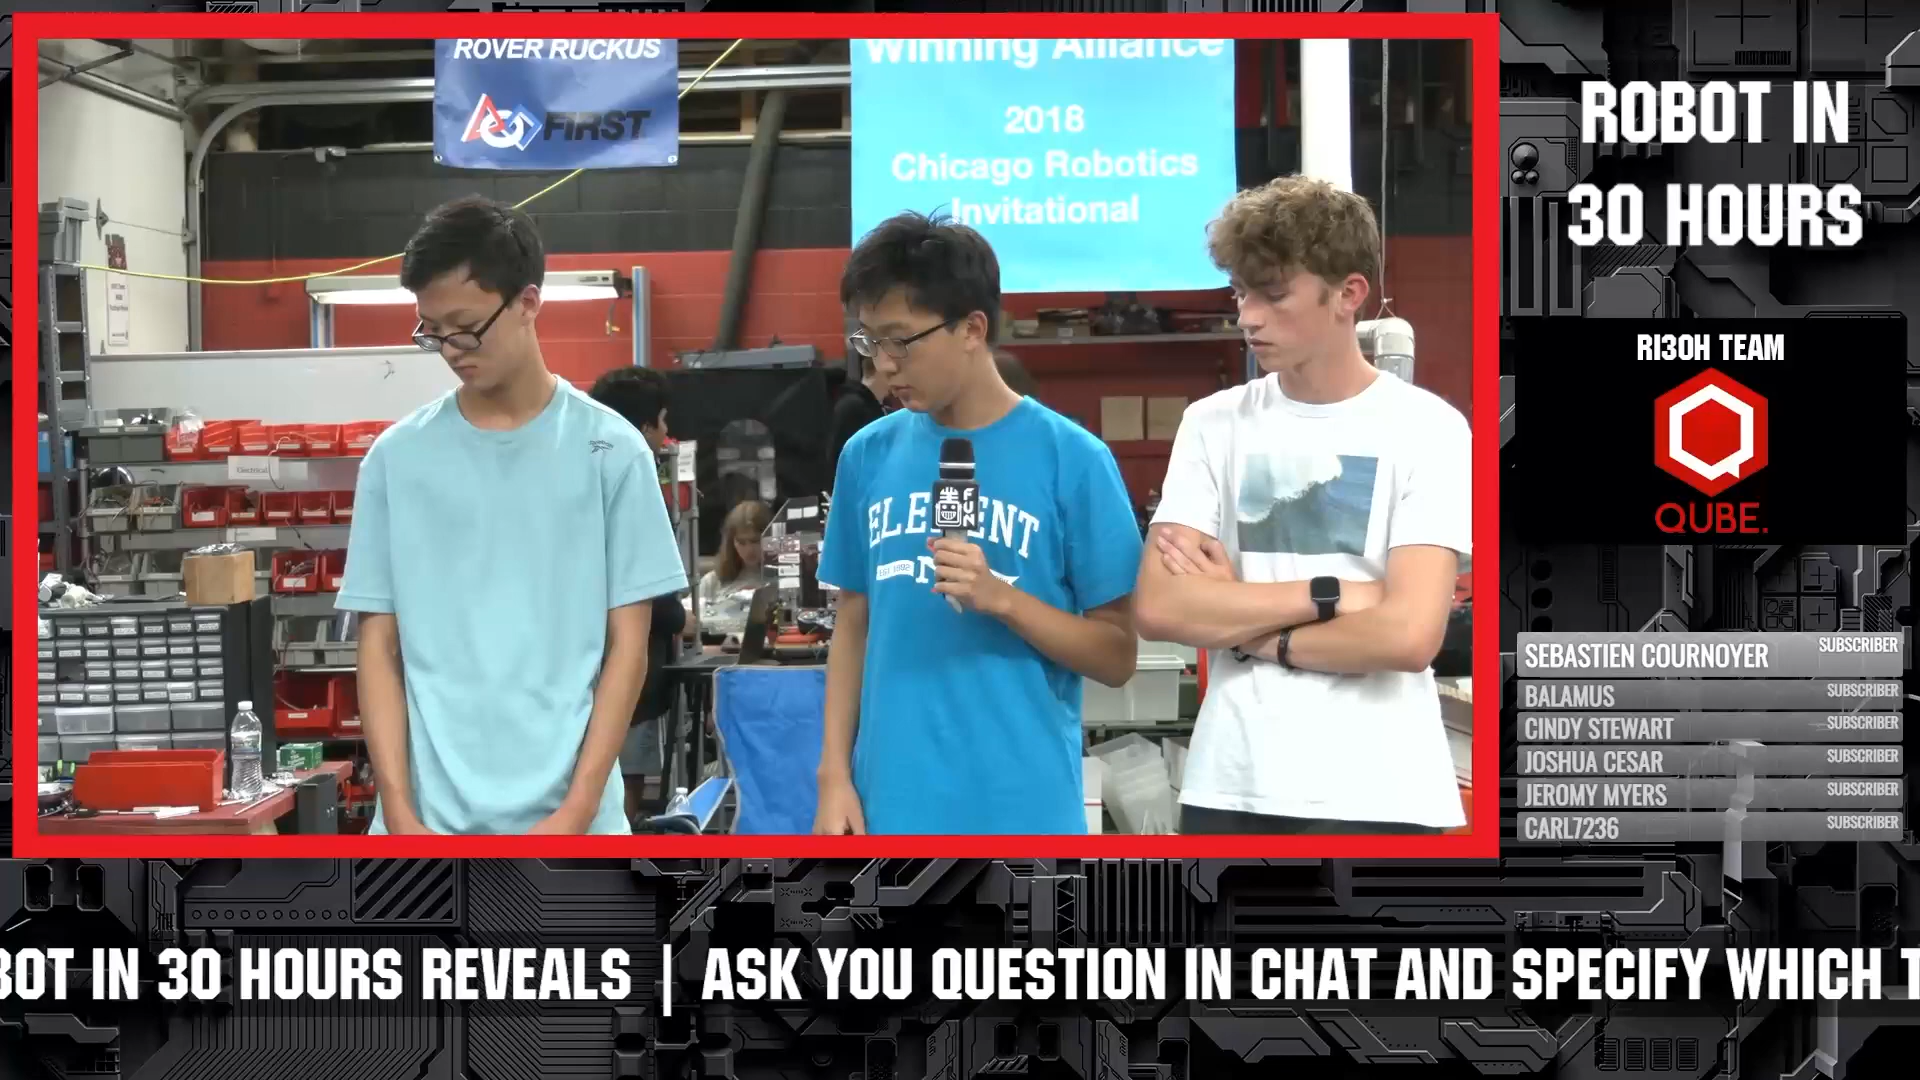 ROVER RUCKUS
FIRST
Winning Alliance
2018
Chicago Robotics
Invitational
ELEMENT
FUN
Electrical
ROBOT IN
30 HOURS
RI30H TEAM
QUBE.
SEBASTIEN COURNOYER SUBSCRIBER
BALAMUS SUBSCRIBER
CINDY STEWART SUBSCRIBER
JOSHUA CESAR SUBSCRIBER
JEROMY MYERS SUBSCRIBER
CARL7236 SUBSCRIBER
BOT IN 30 HOURS REVEALS | ASK YOU QUESTION IN CHAT AND SPECIFY WHICH T